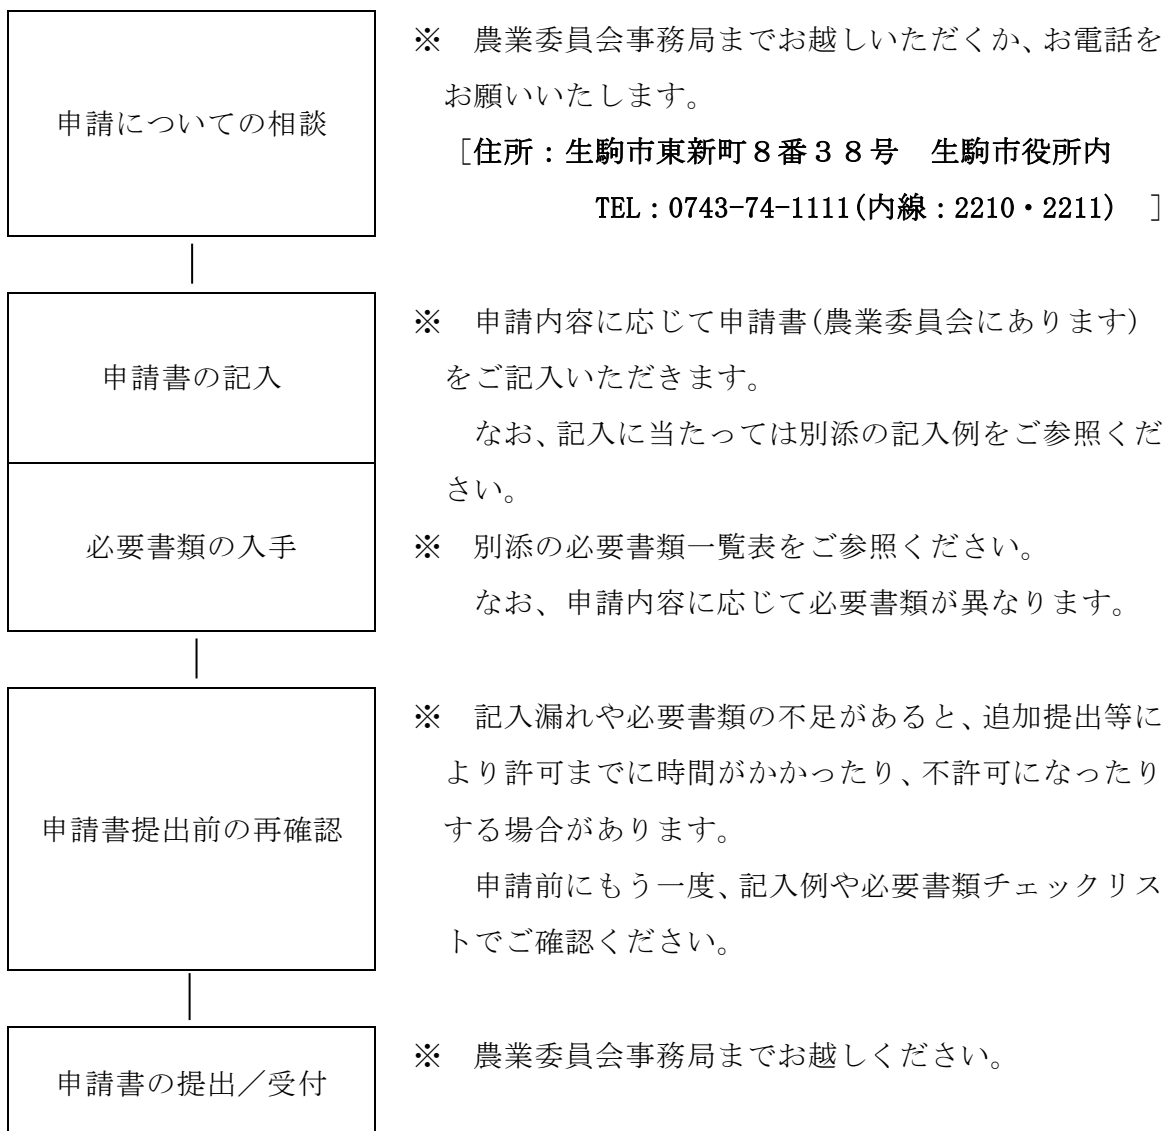 申請についての相談
※　農業委員会事務局までお越しいただくか、お電話を
お願いいたします。
［住所：生駒市東新町８番３８号　生駒市役所内
TEL：0743-74-1111(内線：2210・2211)　］
申請書の記入
※　申請内容に応じて申請書(農業委員会にあります)
をご記入いただきます。
なお、記入に当たっては別添の記入例をご参照くだ
さい。
必要書類の入手
※　別添の必要書類一覧表をご参照ください。
なお、申請内容に応じて必要書類が異なります。
申請書提出前の再確認
※　記入漏れや必要書類の不足があると、追加提出等に
より許可までに時間がかかったり、不許可になったり
する場合があります。
申請前にもう一度、記入例や必要書類チェックリス
トでご確認ください。
申請書の提出／受付
※　農業委員会事務局までお越しください。